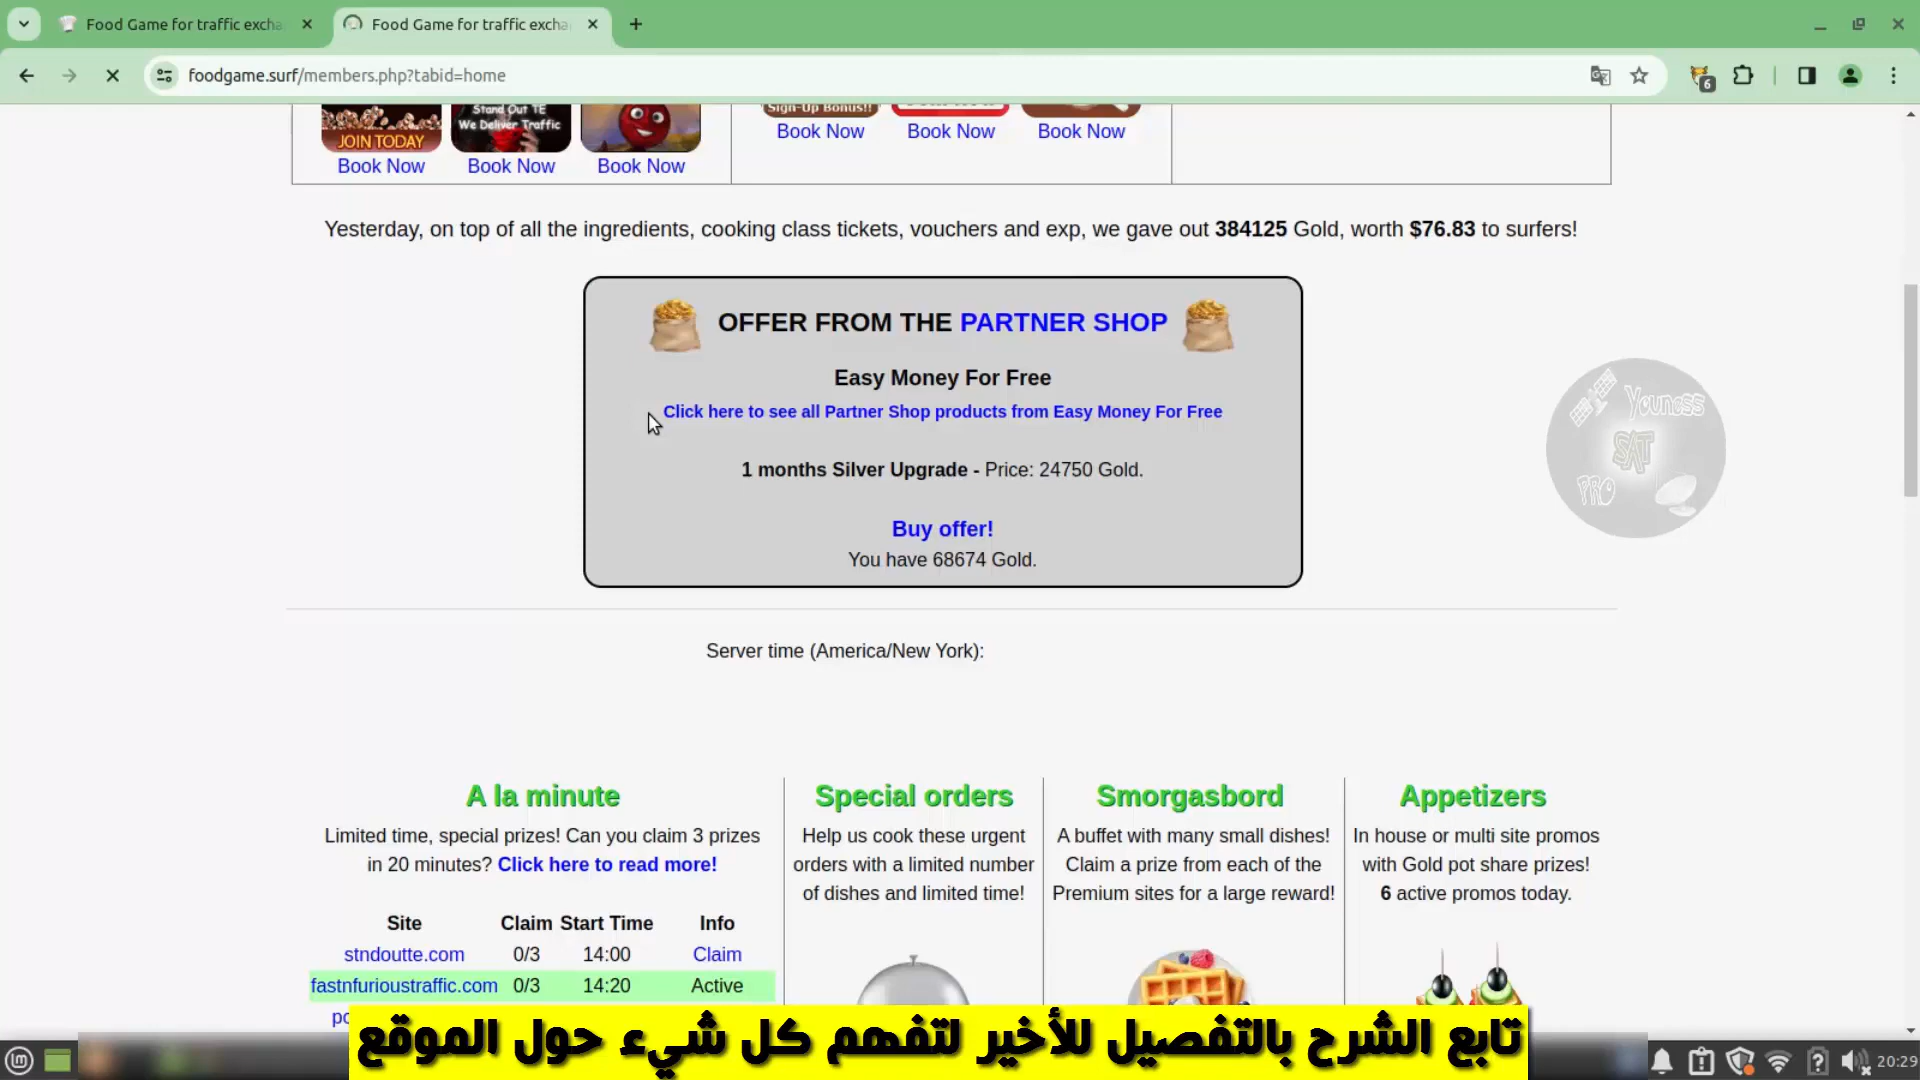 Food Game for traffic excha
Food Game for traffic excha
foodgame.surf/members.php?tabid=home
6
JOIN TODAY
Stand Out TE
We Deliver Traffic
Sign-Up Bonus!!
Book Now
Book Now
Book Now
Book Now
Book Now
Book Now
Yesterday, on top of all the ingredients, cooking class tickets, vouchers and exp, we gave out 384125 Gold, worth $76.83 to surfers!
OFFER FROM THE PARTNER SHOP
Easy Money For Free
Click here to see all Partner Shop products from Easy Money For Free
1 months Silver Upgrade - Price: 24750 Gold.
Buy offer!
You have 68674 Gold.
Youness
SAT
PRO
Server time (America/New York):
A la minute
Limited time, special prizes! Can you claim 3 prizes
in 20 minutes? Click here to read more!
Site Claim Start Time Info
stndoutte.com 0/3 14:00 Claim
fastnfurioustraffic.com 0/3 14:20 Active
Special orders
Help us cook these urgent
orders with a limited number
of dishes and limited time!
Smorgasbord
A buffet with many small dishes!
Claim a prize from each of the
Premium sites for a large reward!
Appetizers
In house or multi site promos
with Gold pot share prizes!
6 active promos today.
تابع الشرح بالتفصيل للأخير لتفهم كل شيء حول الموقع
20:29